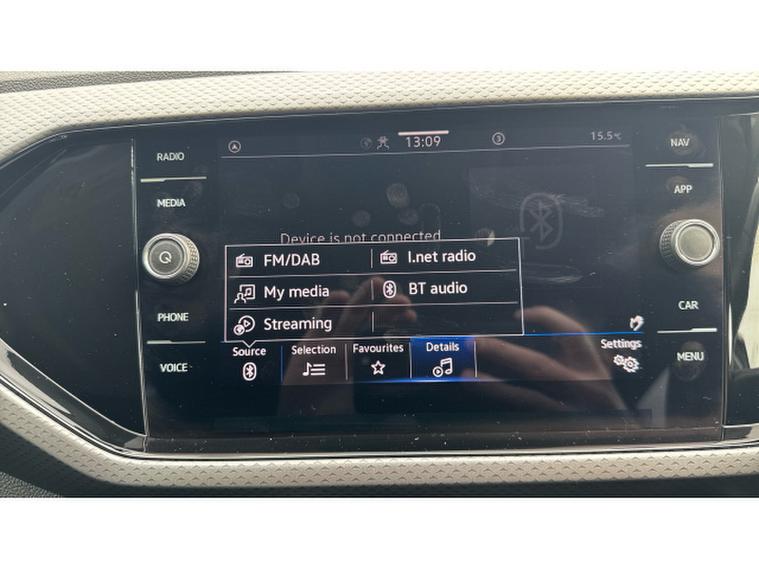 RADIO
MEDIA
PHONE
VOICE
13:09
3
15.5°C
Device is not connected
FM/DAB
I.net radio
My media
BT audio
Streaming
Source
Selection
Favourites
Details
Settings
NAV
APP
CAR
MENU